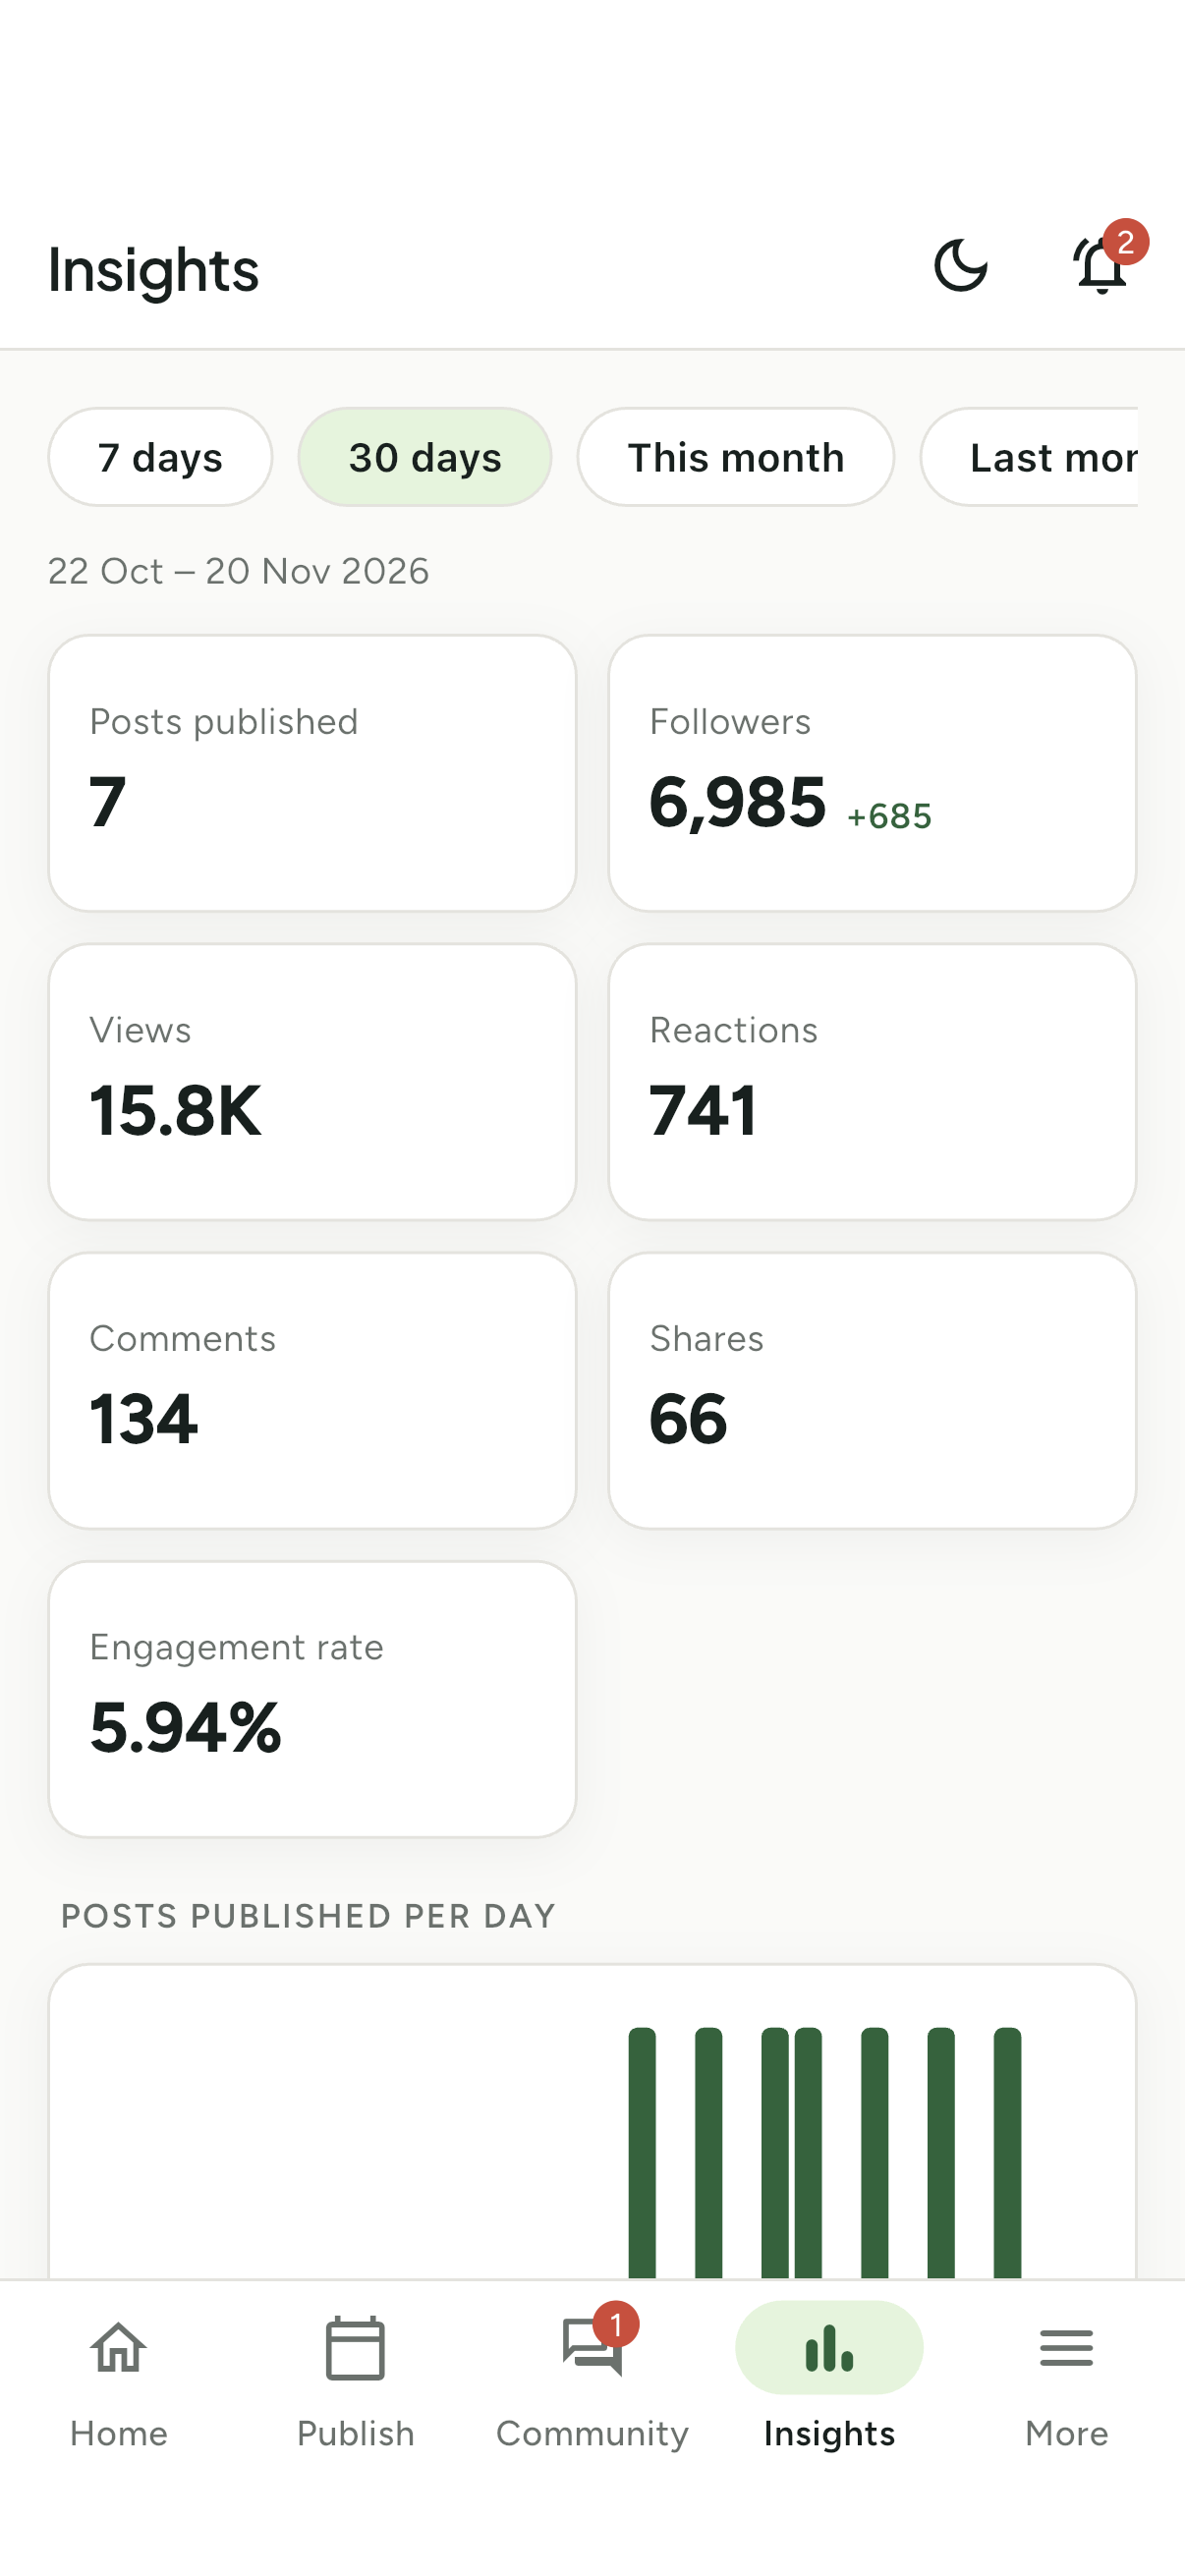 Insights
2
7 days
30 days
This month
Last mor
22 Oct – 20 Nov 2026
Posts published
7
Followers
6,985 +685
Views
15.8K
Reactions
741
Comments
134
Shares
66
Engagement rate
5.94%
POSTS PUBLISHED PER DAY
1
Home
Publish
Community
Insights
More